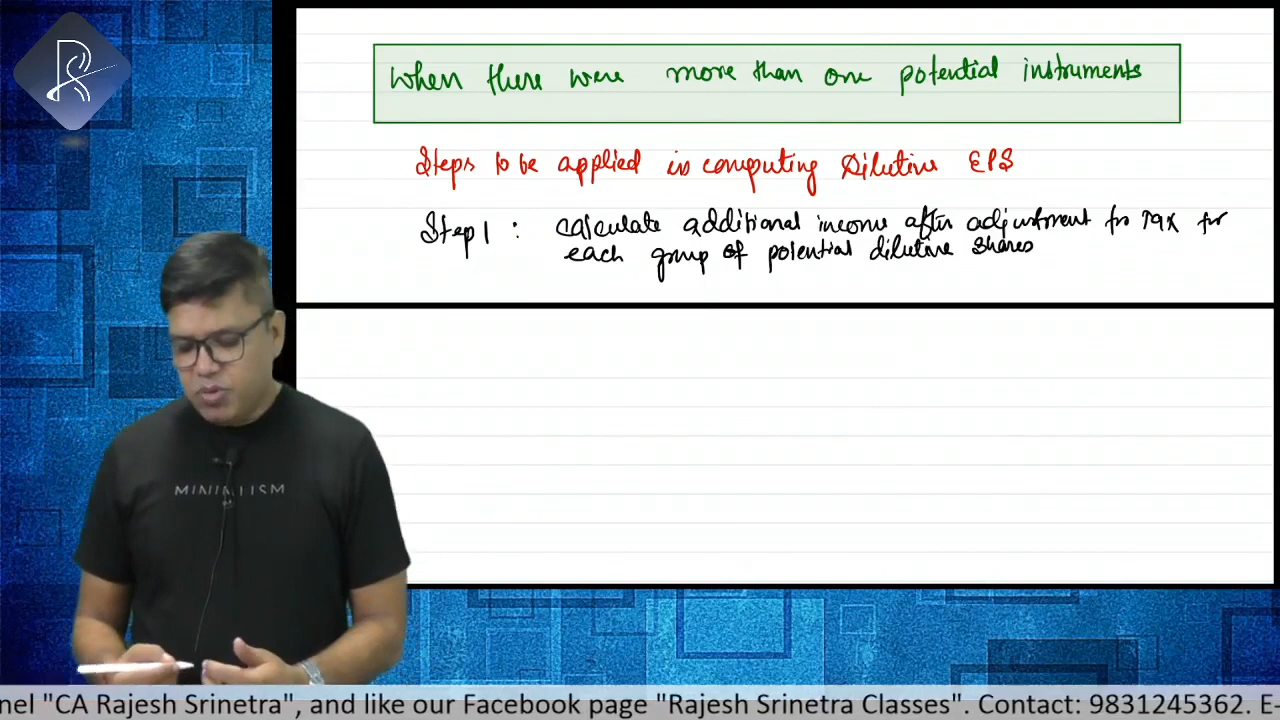 When there were more than one potential instruments
Steps to be applied in computing Dilutive EPS
Step 1 : calculate additional income after adjustment for Tax for
each group of potential dilutive shares
MINIMALISM
nel "CA Rajesh Srinetra", and like our Facebook page "Rajesh Srinetra Classes". Contact: 9831245362. E-